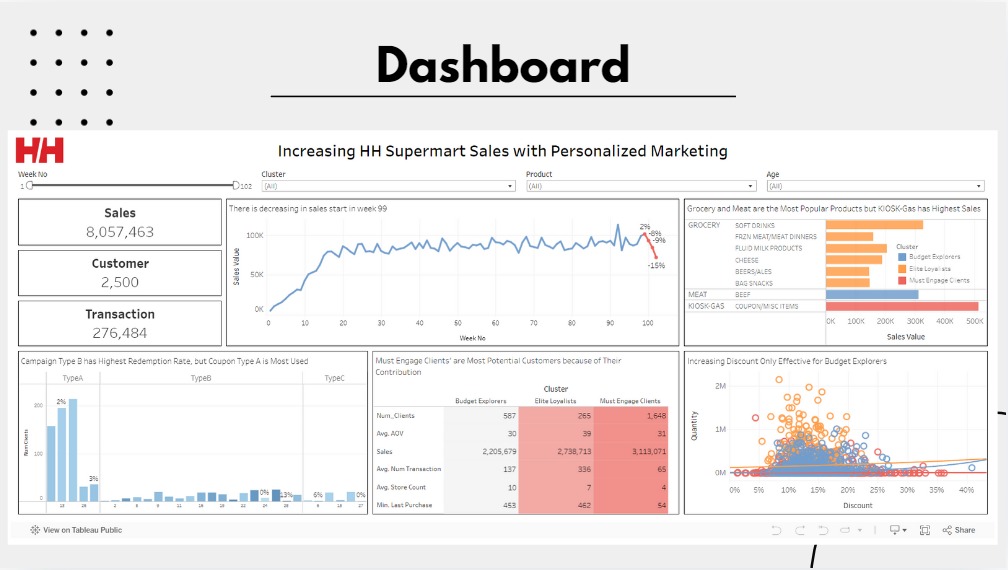 Dashboard
HH
Increasing HH Supermart Sales with Personalized Marketing
Week No
1 102
Cluster
(All)
Product
(All)
Age
(All)
Sales
8,057,463
Customer
2,500
Transaction
276,484
There is decreasing in sales start in week 99
Sales Value
100K
50K
0K
2%
-8%
-9%
-15%
0 10 20 30 40 50 60 70 80 90 100
Week No
Grocery and Meat are the Most Popular Products but KIOSK-Gas has Highest Sales
GROCERY SOFT DRINKS
FRZN MEAT/MEAT DINNERS
FLUID MILK PRODUCTS
CHEESE
BEERS/ALES
BAG SNACKS
MEAT BEEF
KIOSK-GAS COUPON/MISC ITEMS
Cluster
Budget Explorers
Elite Loyalists
Must Engage Clients
0K 100K 200K 300K 400K 500K
Sales Value
Campaign Type B has Highest Redemption Rate, but Coupon Type A is Most Used
TypeA TypeB TypeC
Num Clients
200
100
0
2%
3%
0%
13%
6%
0%
Must Engage Clients' are Most Potential Customers because of Their
Contribution
Cluster
Budget Explorers Elite Loyalists Must Engage Clients
Num_Clients 587 265 1,648
Avg. AOV 30 39 31
Sales 2,205,679 2,738,713 3,113,071
Avg. Num Transaction 137 336 65
Avg. Store Count 10 7 4
Min. Last Purchase 453 462 54
Increasing Discount Only Effective for Budget Explorers
Quantity
2M
1M
0M
0% 5% 10% 15% 20% 25% 30% 35% 40%
Discount
View on Tableau Public
Share